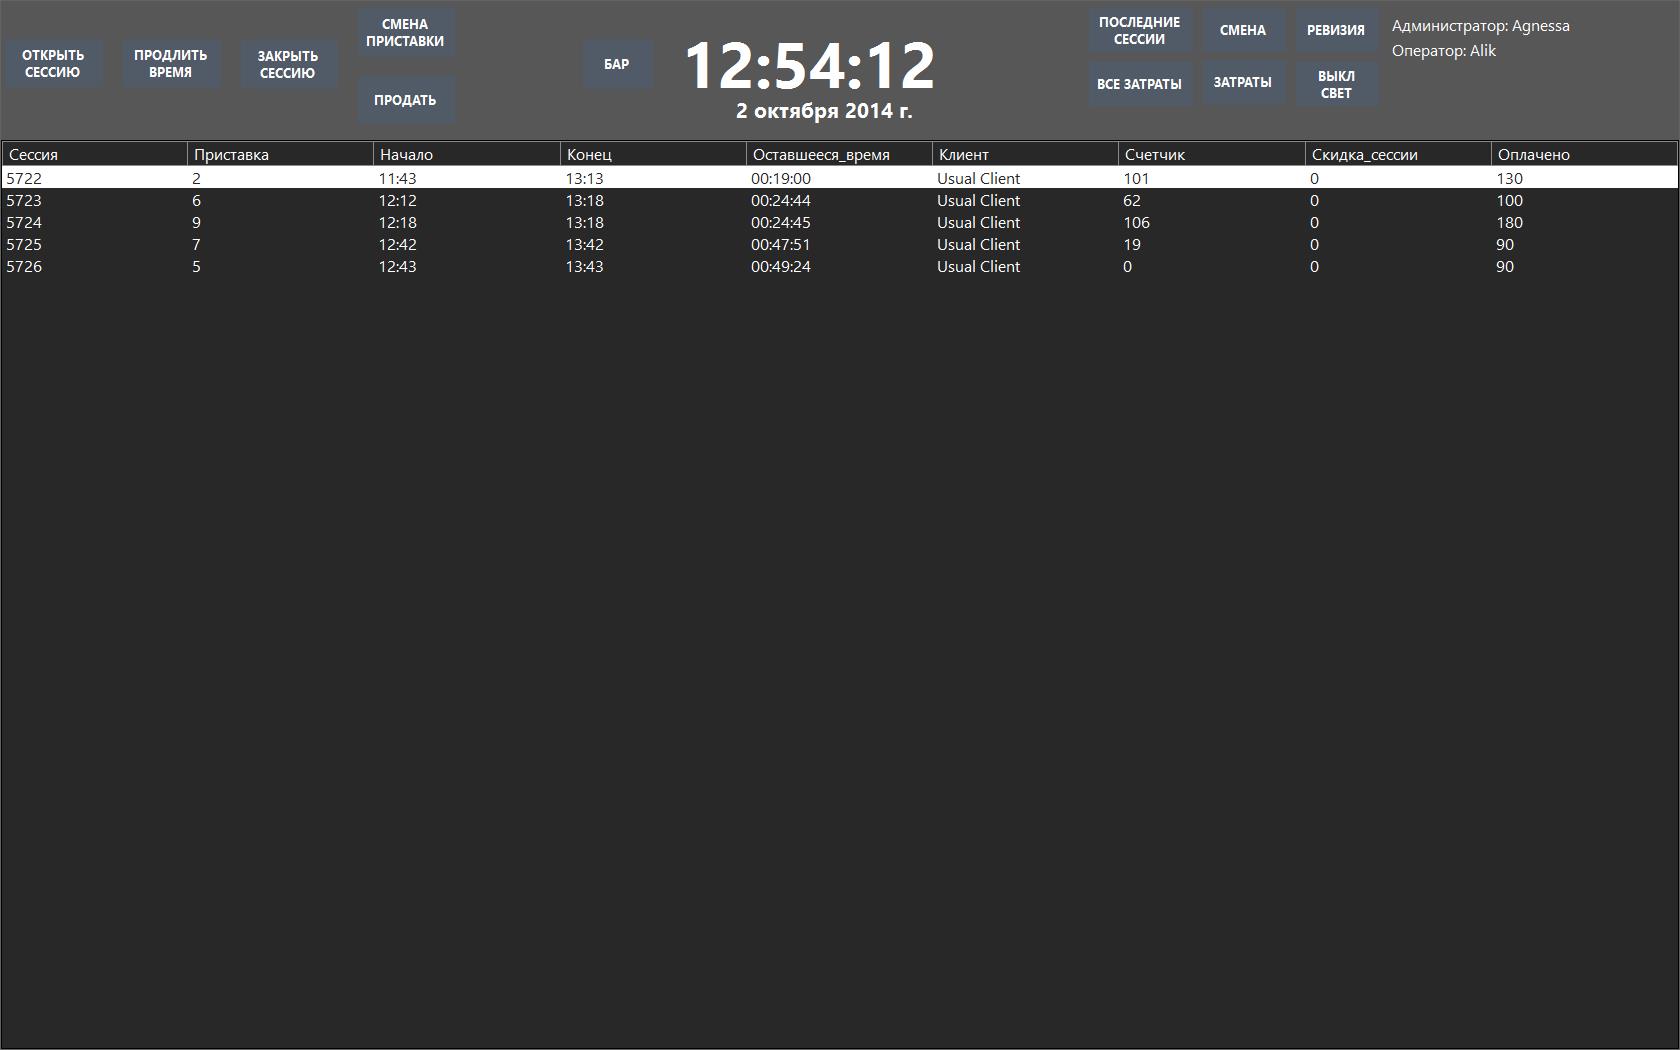 ОТКРЫТЬ
СЕССИЮ
ПРОДЛИТЬ
ВРЕМЯ
ЗАКРЫТЬ
СЕССИЮ
СМЕНА
ПРИСТАВКИ
ПРОДАТЬ
БАР
12:54:12
2 октября 2014 г.
ПОСЛЕДНИЕ
СЕССИИ
СМЕНА
РЕВИЗИЯ
ВСЕ ЗАТРАТЫ
ЗАТРАТЫ
ВЫКЛ
СВЕТ
Администратор: Agnessa
Оператор: Alik
Сессия Приставка Начало Конец Оставшееся_время Клиент Счетчик Скидка_сессии Оплачено
5722 2 11:43 13:13 00:19:00 Usual Client 101 0 130
5723 6 12:12 13:18 00:24:44 Usual Client 62 0 100
5724 9 12:18 13:18 00:24:45 Usual Client 106 0 180
5725 7 12:42 13:42 00:47:51 Usual Client 19 0 90
5726 5 12:43 13:43 00:49:24 Usual Client 0 0 90